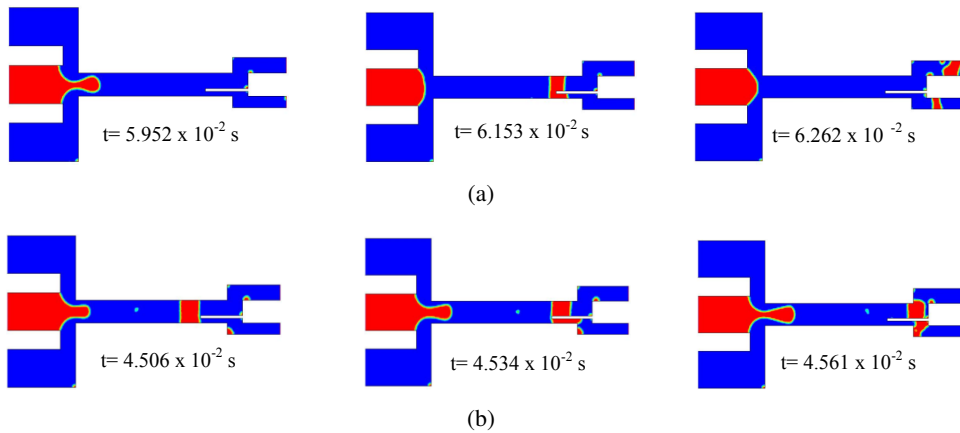 t= 5.952 x 10⁻² s
t= 6.153 x 10⁻² s
t= 6.262 x 10 ⁻² s
(a)
t= 4.506 x 10⁻² s
t= 4.534 x 10⁻² s
t= 4.561 x 10⁻² s
(b)